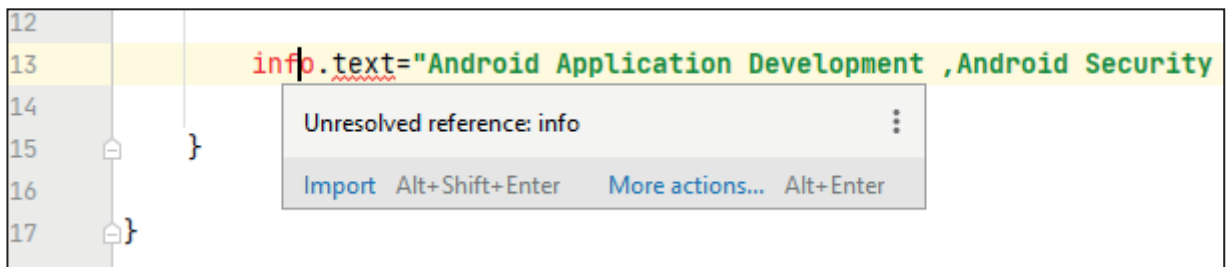 12
13 info.text="Android Application Development ,Android Security
14
Unresolved reference: info
15 }
16
Import Alt+Shift+Enter More actions... Alt+Enter
17 }